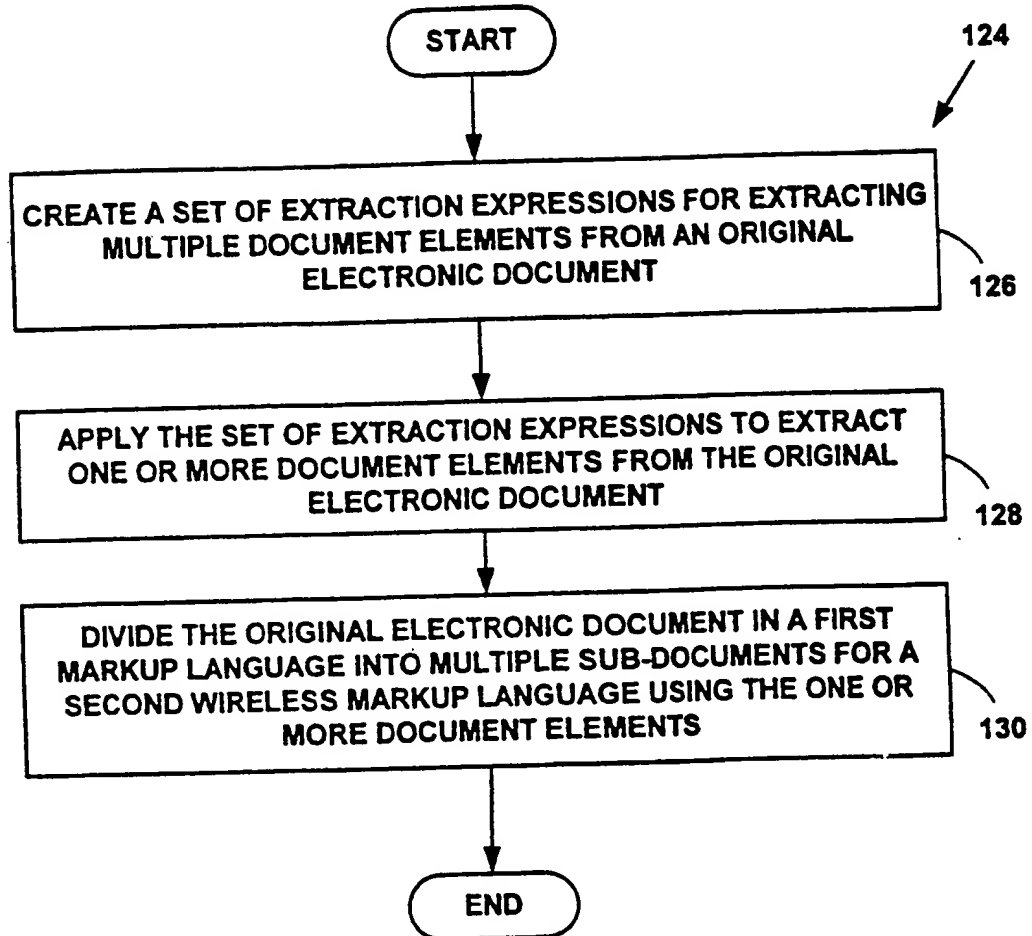 START
124
CREATE A SET OF EXTRACTION EXPRESSIONS FOR EXTRACTING
MULTIPLE DOCUMENT ELEMENTS FROM AN ORIGINAL
ELECTRONIC DOCUMENT
126
APPLY THE SET OF EXTRACTION EXPRESSIONS TO EXTRACT
ONE OR MORE DOCUMENT ELEMENTS FROM THE ORIGINAL
ELECTRONIC DOCUMENT
128
DIVIDE THE ORIGINAL ELECTRONIC DOCUMENT IN A FIRST
MARKUP LANGUAGE INTO MULTIPLE SUB-DOCUMENTS FOR A
SECOND WIRELESS MARKUP LANGUAGE USING THE ONE OR
MORE DOCUMENT ELEMENTS
130
END